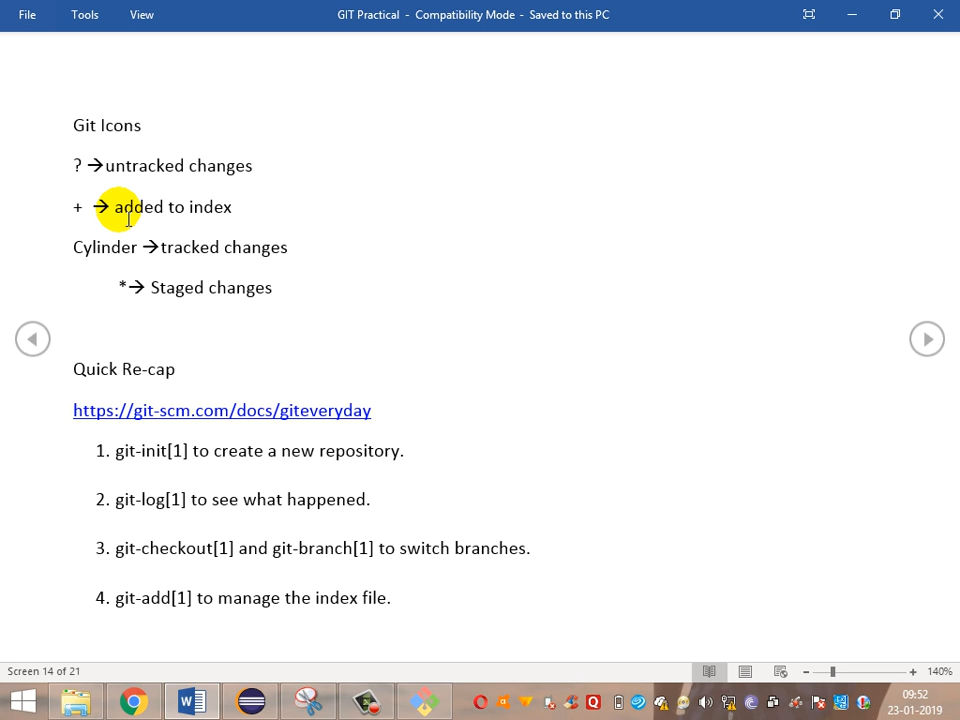 File Tools View GIT Practical - Compatibility Mode - Saved to this PC
Git Icons
? →untracked changes
+ → added to index
Cylinder →tracked changes
*→ Staged changes
Quick Re-cap
https://git-scm.com/docs/giteveryday
1. git-init[1] to create a new repository.
2. git-log[1] to see what happened.
3. git-checkout[1] and git-branch[1] to switch branches.
4. git-add[1] to manage the index file.
Screen 14 of 21 140%
09:52
23-01-2019